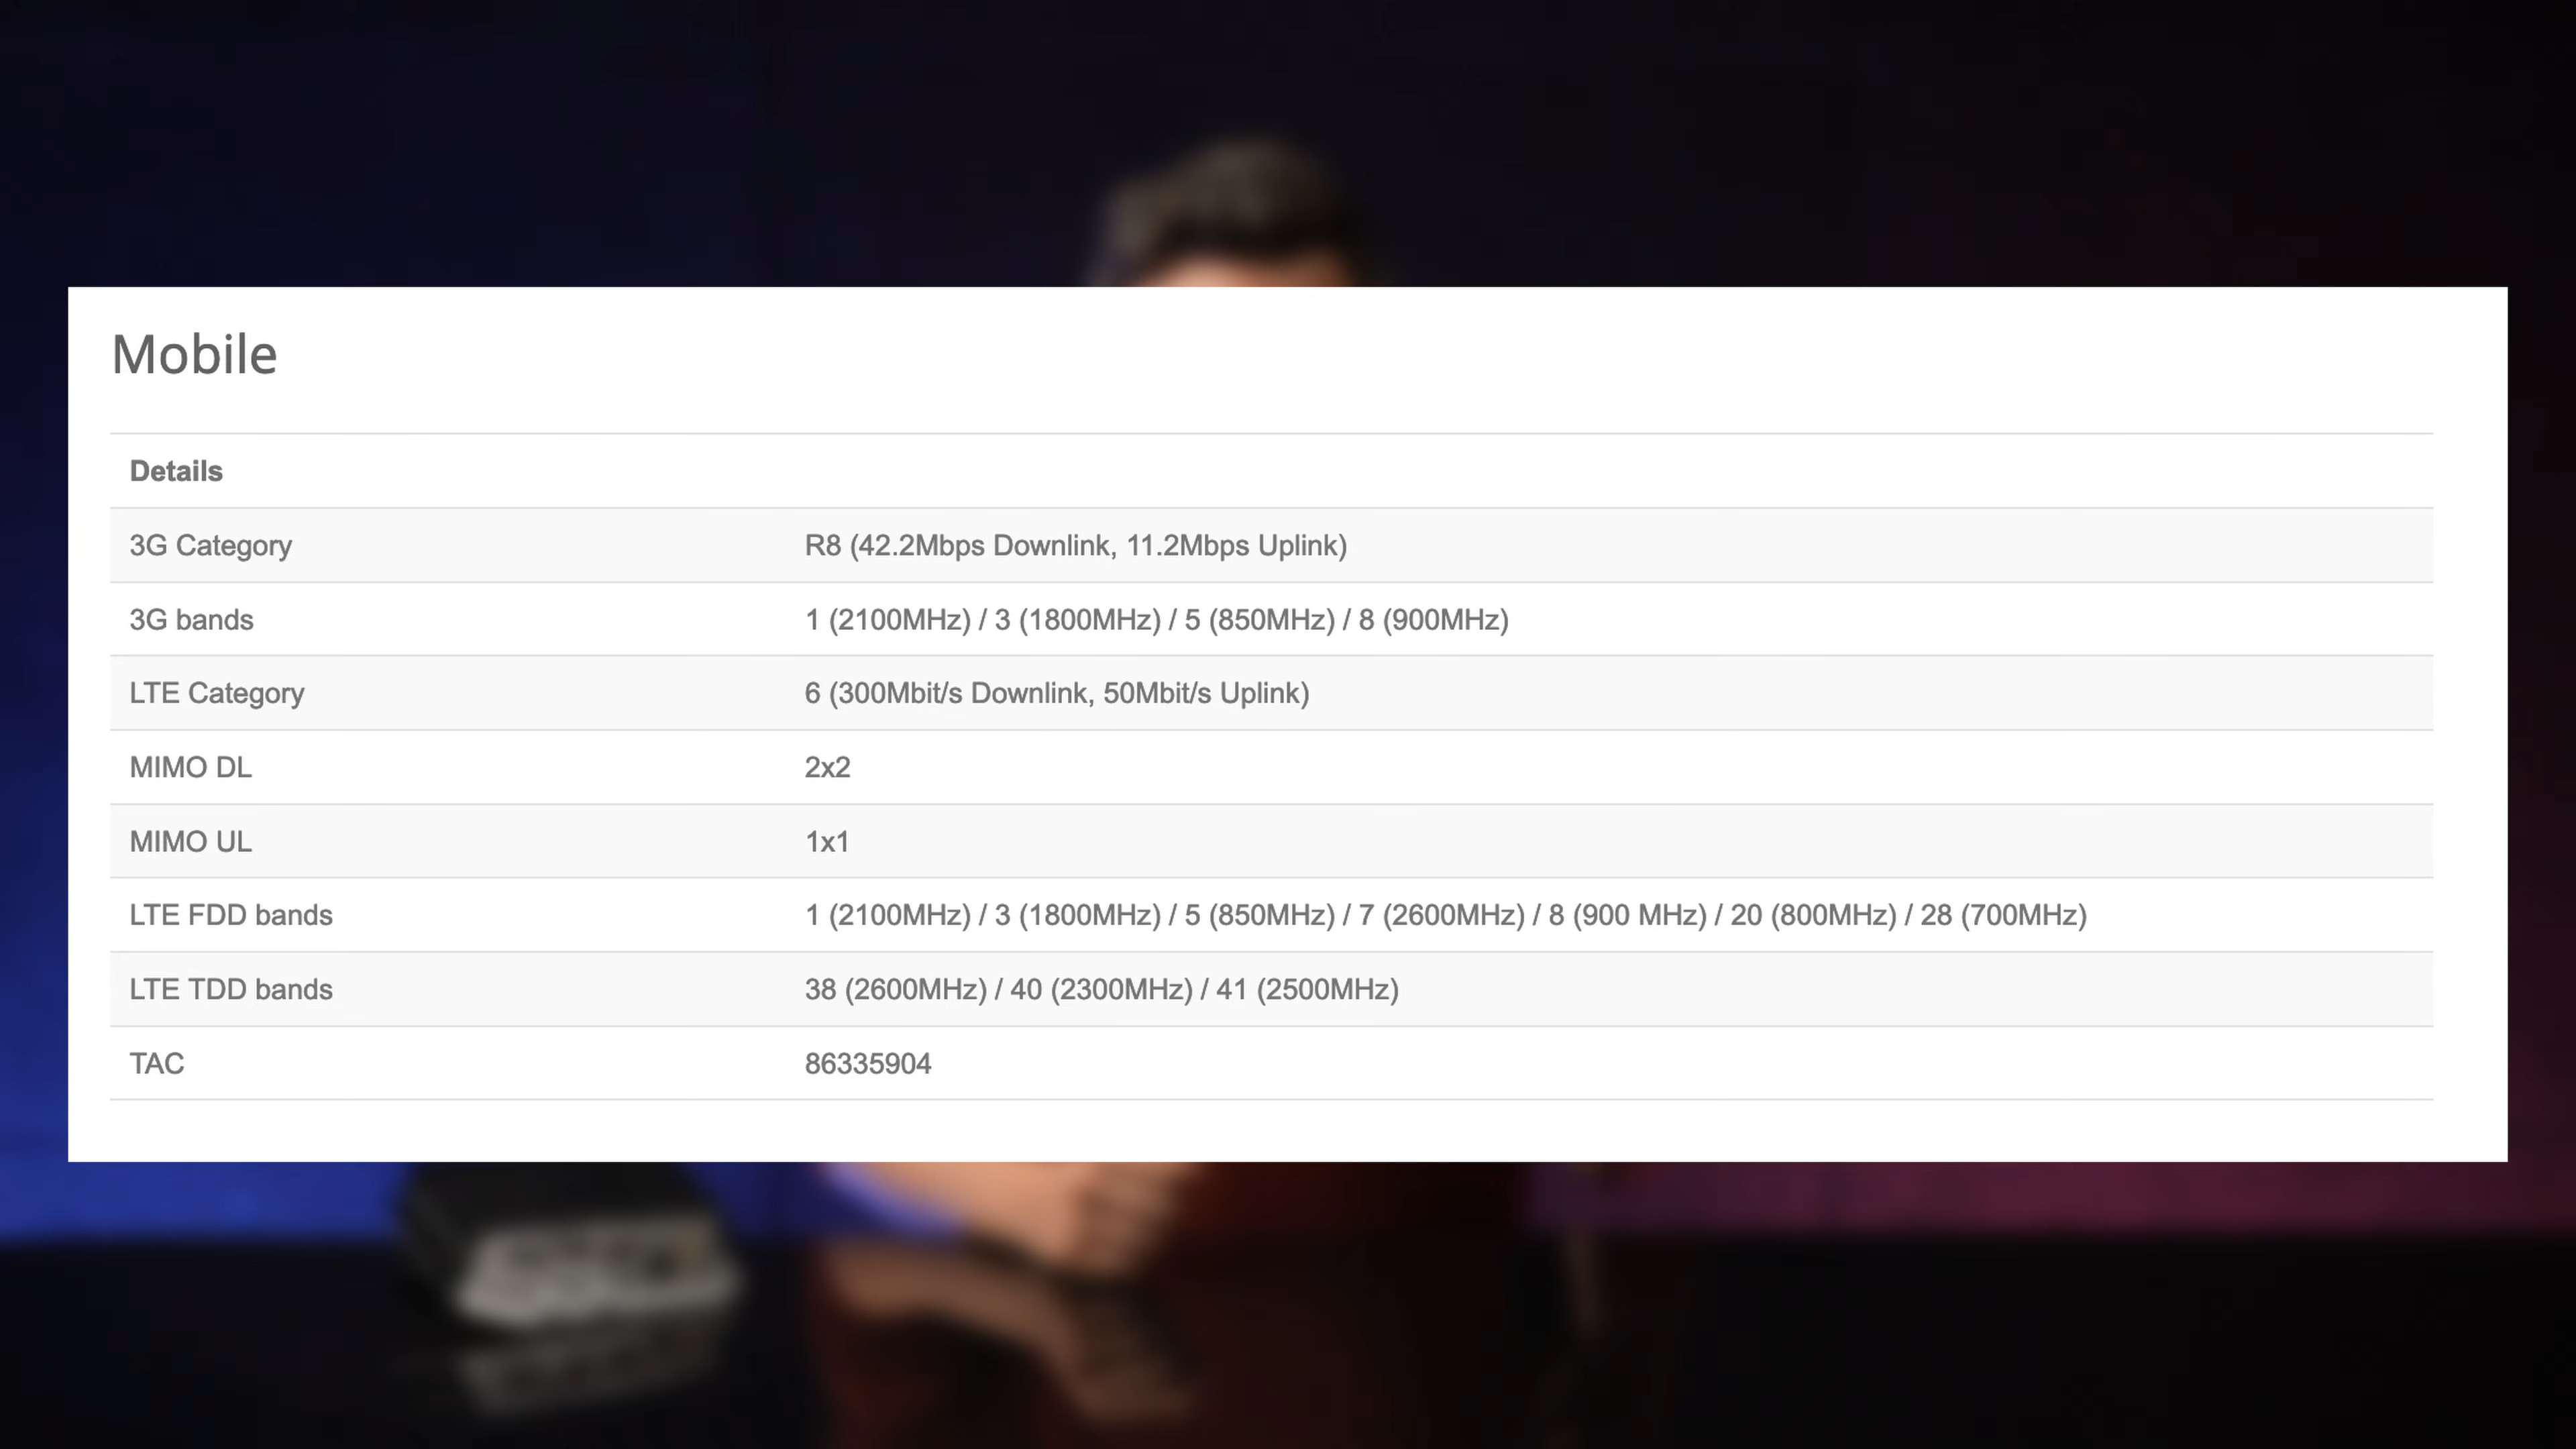 Mobile
Details
3G Category R8 (42.2Mbps Downlink, 11.2Mbps Uplink)
3G bands 1 (2100MHz) / 3 (1800MHz) / 5 (850MHz) / 8 (900MHz)
LTE Category 6 (300Mbit/s Downlink, 50Mbit/s Uplink)
MIMO DL 2x2
MIMO UL 1x1
LTE FDD bands 1 (2100MHz) / 3 (1800MHz) / 5 (850MHz) / 7 (2600MHz) / 8 (900 MHz) / 20 (800MHz) / 28 (700MHz)
LTE TDD bands 38 (2600MHz) / 40 (2300MHz) / 41 (2500MHz)
TAC 86335904